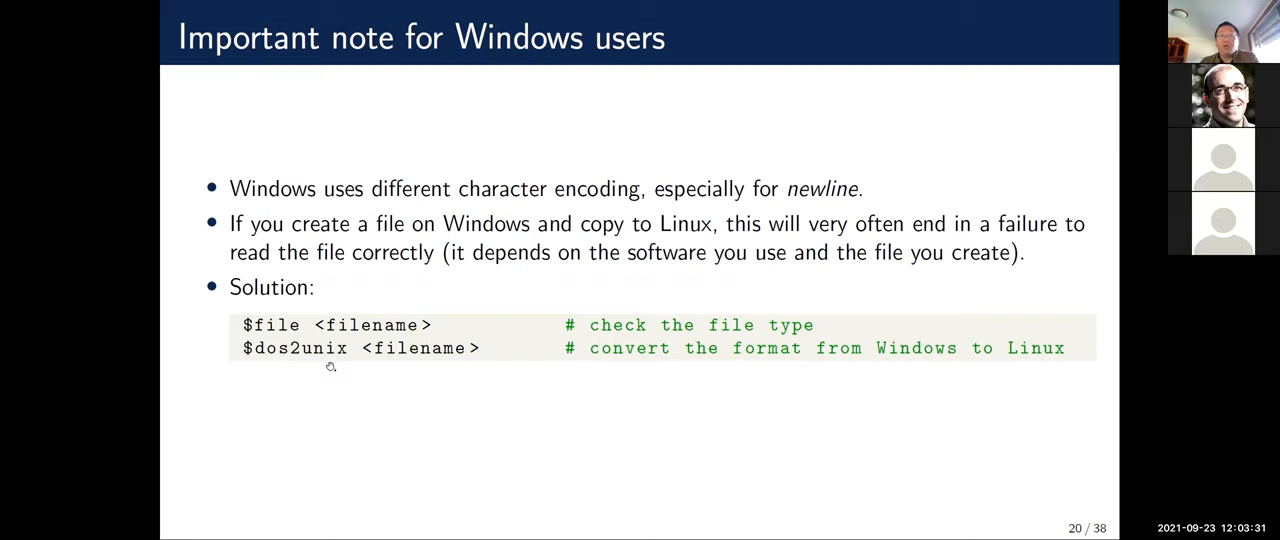 Important note for Windows users
• Windows uses different character encoding, especially for newline.
• If you create a file on Windows and copy to Linux, this will very often end in a failure to
read the file correctly (it depends on the software you use and the file you create).
• Solution:
$file <filename> # check the file type
$dos2unix <filename> # convert the format from Windows to Linux
20 / 38
2021-09-23 12:03:31